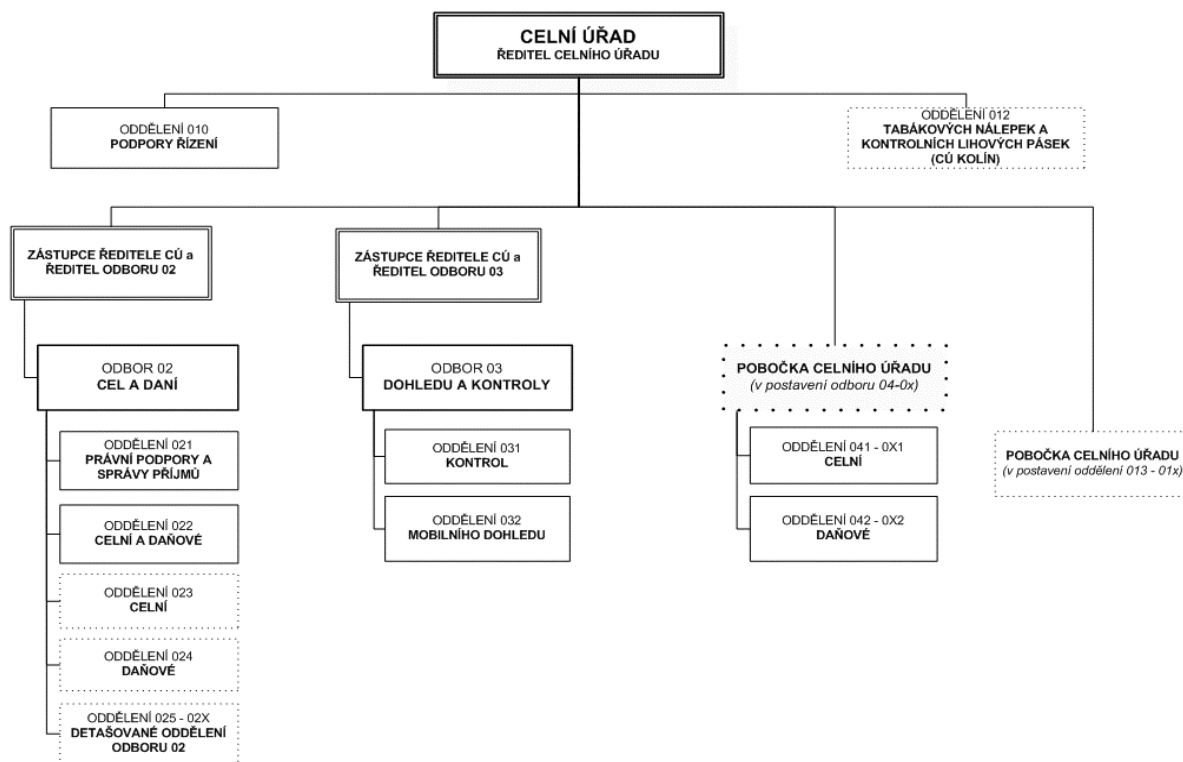 CELNÍ ÚŘAD
ŘEDITEL CELNÍHO ÚŘADU
ODDĚLENÍ 010
PODPORY ŘÍZENÍ
ODDĚLENÍ 012
TABÁKOVÝCH NÁLEPEK A
KONTROLNÍCH LIHOVÝCH PÁSEK
(CÚ KOLÍN)
ZÁSTUPCE ŘEDITELE CÚ a
ŘEDITEL ODBORU 02
ZÁSTUPCE ŘEDITELE CÚ a
ŘEDITEL ODBORU 03
ODBOR 02
CEL A DANÍ
ODDĚLENÍ 021
PRÁVNÍ PODPORY A
SPRÁVY PŘÍJMŮ
ODDĚLENÍ 022
CELNÍ A DAŇOVÉ
ODDĚLENÍ 023
CELNÍ
ODDĚLENÍ 024
DAŇOVÉ
ODDĚLENÍ 025 - 02X
DETAŠOVANÉ ODDĚLENÍ
ODBORU 02
ODBOR 03
DOHLEDU A KONTROLY
ODDĚLENÍ 031
KONTROL
ODDĚLENÍ 032
MOBILNÍHO DOHLEDU
POBOČKA CELNÍHO ÚŘADU
(v postavení odboru 04-0x)
ODDĚLENÍ 041 - 0X1
CELNÍ
ODDĚLENÍ 042 - 0X2
DAŇOVÉ
POBOČKA CELNÍHO ÚŘADU
(v postavení oddělení 013 - 01x)